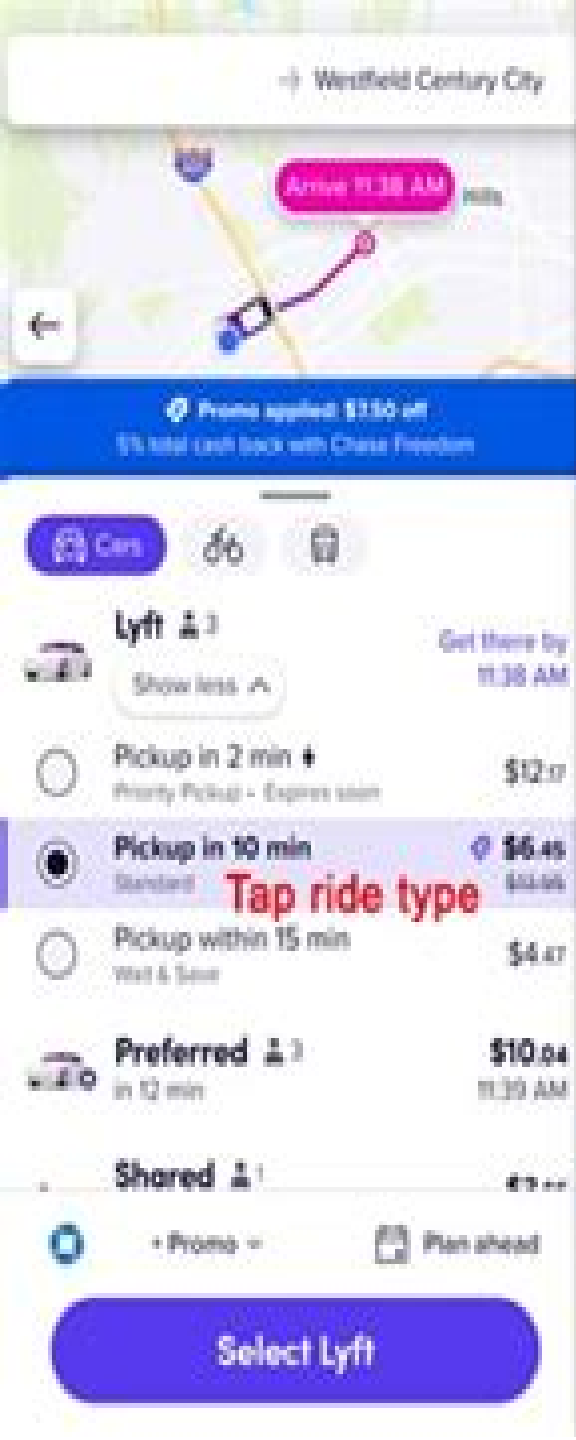 → Westfield Century City
Arrive 11:38 AM
Hills
Promo applied: $7.50 off
5% total cash back with Chase Freedom
Cars
Lyft 3
Get there by
11:38 AM
Show less
Pickup in 2 min
$12.17
Priority Pickup • Expires soon
Pickup in 10 min $6.45
Standard
Tap ride type
Pickup within 15 min
$4.47
Wait & Save
Preferred 3 $10.04
in 12 min 11:39 AM
Shared 1
• Promo
Plan ahead
Select Lyft